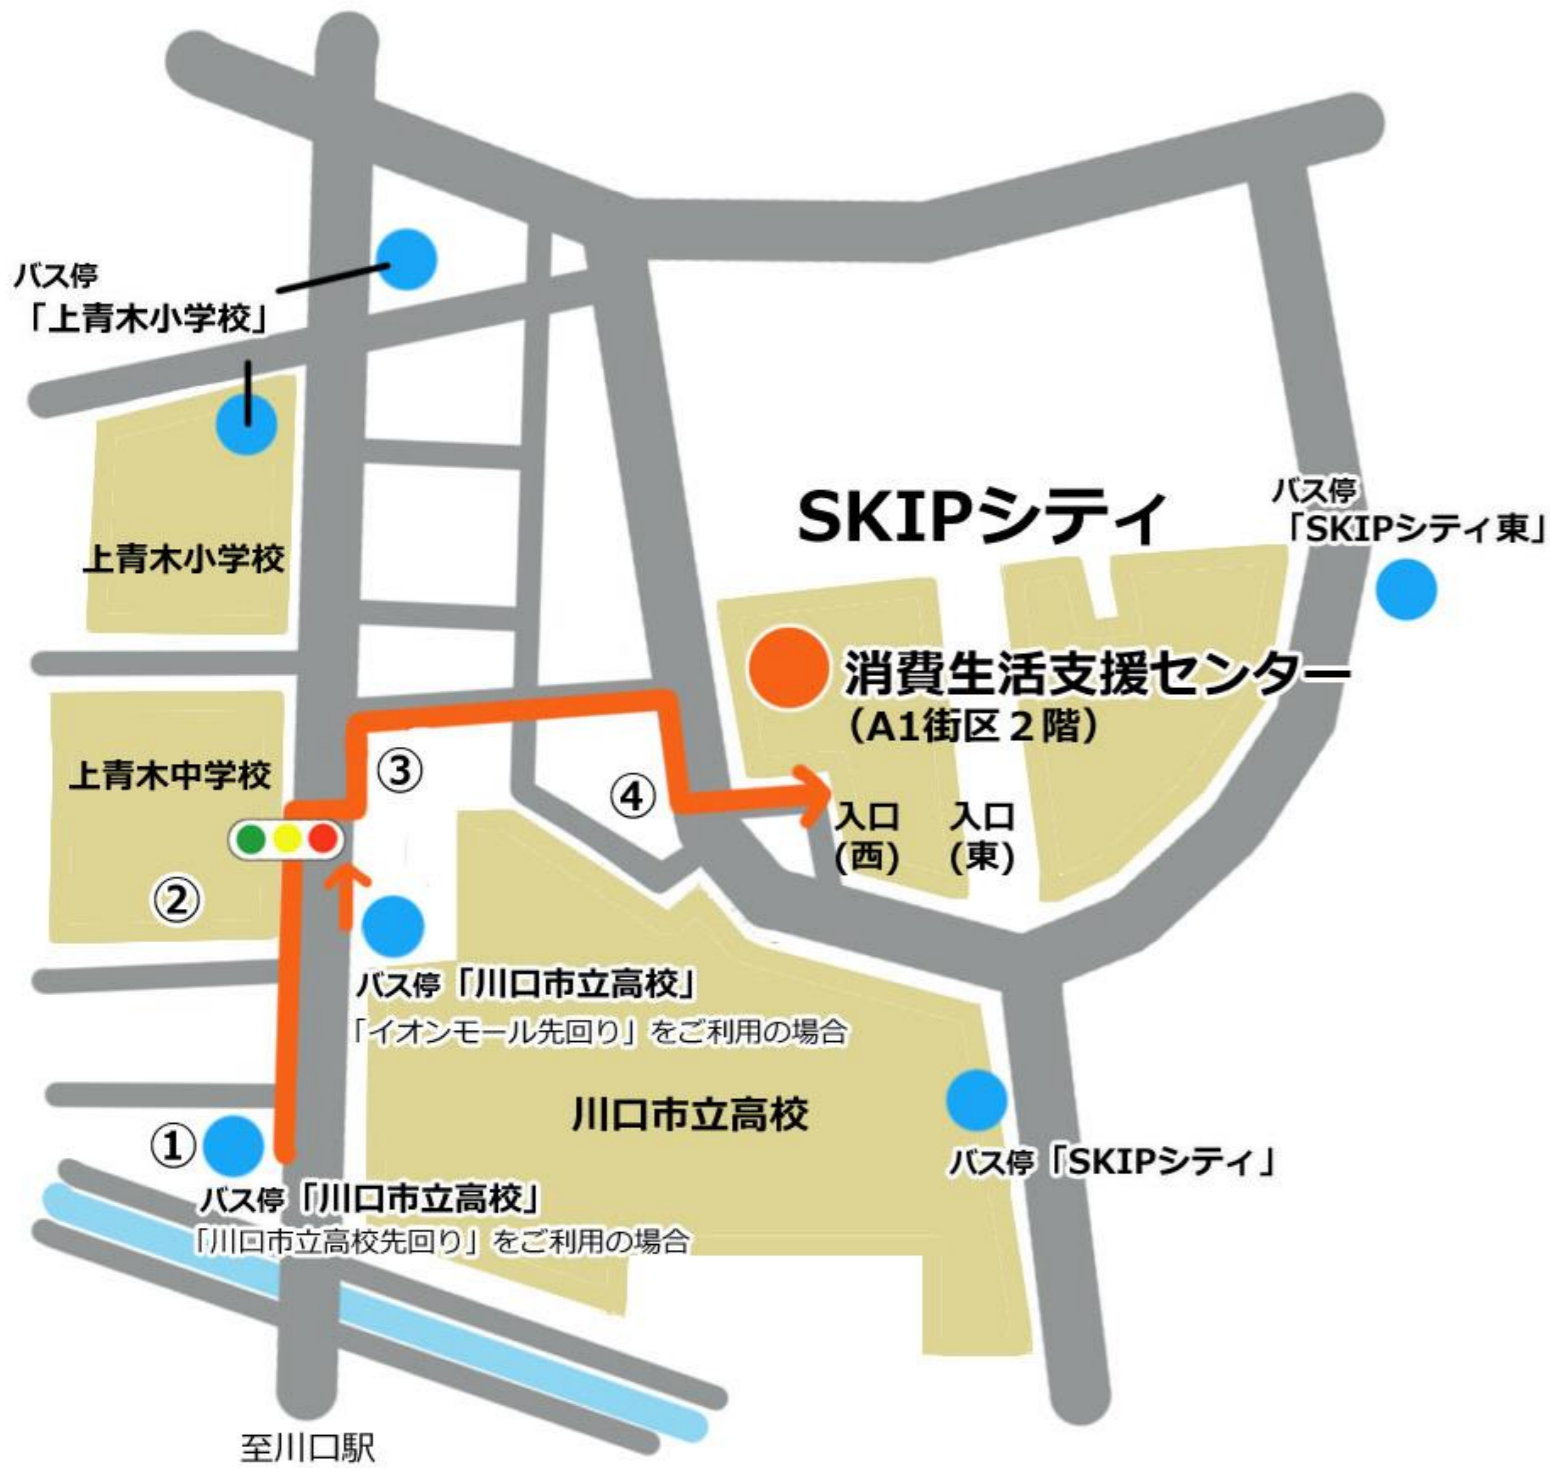 バス停
「上青木小学校」
SKIPシティ
バス停
「SKIPシティ東」
上青木小学校
消費生活支援センター
(A1街区２階)
上青木中学校
③
④
入口
(西)
入口
(東)
②
バス停「川口市立高校」
「イオンモール先回り」をご利用の場合
川口市立高校
①
バス停「SKIPシティ」
バス停「川口市立高校」
「川口市立高校先回り」をご利用の場合
至川口駅